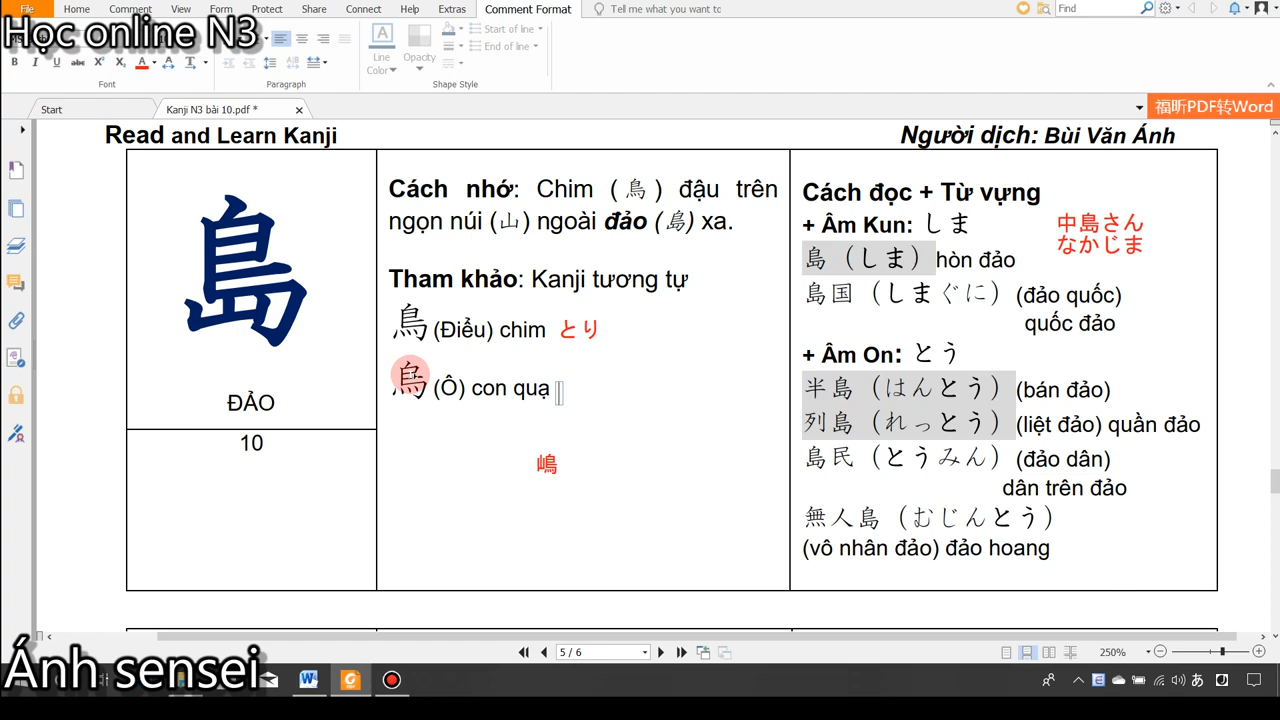 File Home Comment View Form Protect Connect Help Extras Comment Format Tell me what you want to Find
Học online N3
Line Color Opacity Start of line End of line
Font Paragraph Shape Style
Start Kanji N3 bài 10.pdf * 福昕PDF转Word
Read and Learn Kanji
Người dịch: Bùi Văn Ánh
島
ĐẢO
10
Cách nhớ: Chim (鳥) đậu trên
ngọn núi (山) ngoài đảo (島) xa.
Tham khảo: Kanji tương tự
鳥 (Điểu) chim とり
烏 (Ô) con quạ
嶋
Cách đọc + Từ vựng
+ Âm Kun: しま
中島さん
なかじま
島(しま)hòn đảo
島国(しまぐに)(đảo quốc)
quốc đảo
+ Âm On: とう
半島(はんとう)(bán đảo)
列島(れっとう)(liệt đảo) quần đảo
島民(とうみん)(đảo dân)
dân trên đảo
無人島(むじんとう)
(vô nhân đảo) đảo hoang
5 / 6
250%
Ánh sensei